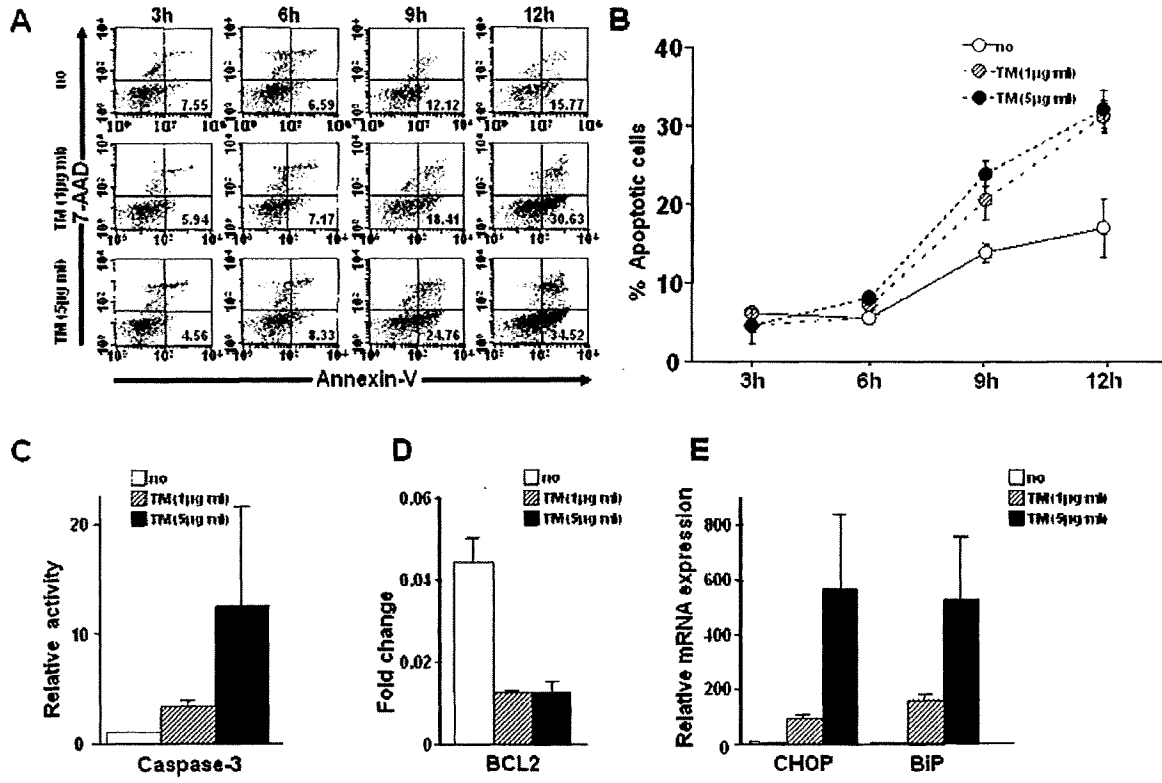 A
3h 6h 9h 12h
no
7.55 6.59 12.12 15.77
TM (1µg ml)
5.94 7.17 18.41 30.63
TM (5µg ml)
4.56 8.33 24.76 34.52
7-AAD
Annexin-V
B
no
TM(1µg ml)
TM(5µg ml)
% Apoptotic cells
40
30
20
10
0
3h 6h 9h 12h
C
no
TM(1µg ml)
TM(5µg ml)
Relative activity
20
10
0
Caspase-3
D
no
TM(1µg ml)
TM(5µg ml)
Fold change
0.06
0.04
0.02
0
BCL2
E
no
TM(1µg ml)
TM(5µg ml)
Relative mRNA expression
800
600
400
200
0
CHOP BiP